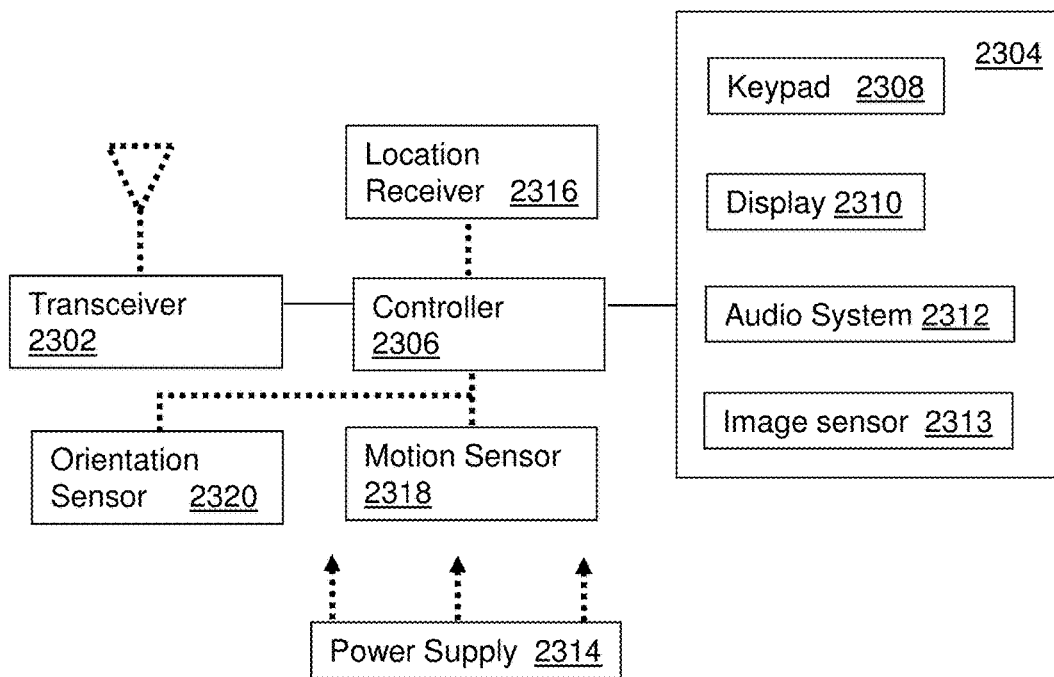 2304
Keypad 2308
Location
Receiver 2316
Display 2310
Transceiver
2302
Controller
2306
Audio System 2312
Image sensor 2313
Orientation
Sensor 2320
Motion Sensor
2318
Power Supply 2314